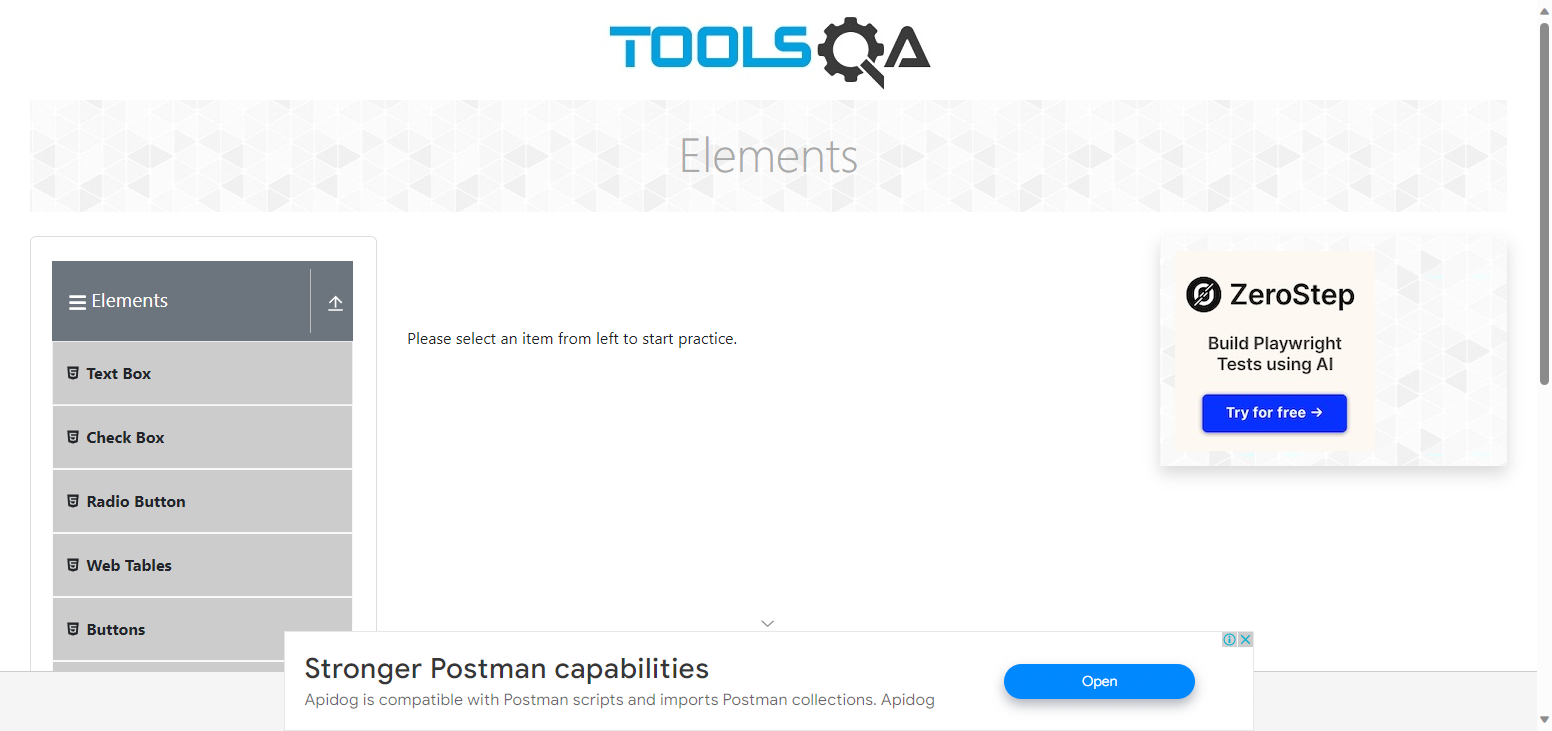 TOOLSQA
Elements
Elements
Text Box
Check Box
Radio Button
Web Tables
Buttons
Please select an item from left to start practice.
ZeroStep
Build Playwright
Tests using AI
Try for free →
Stronger Postman capabilities
Apidog is compatible with Postman scripts and imports Postman collections. Apidog
Open